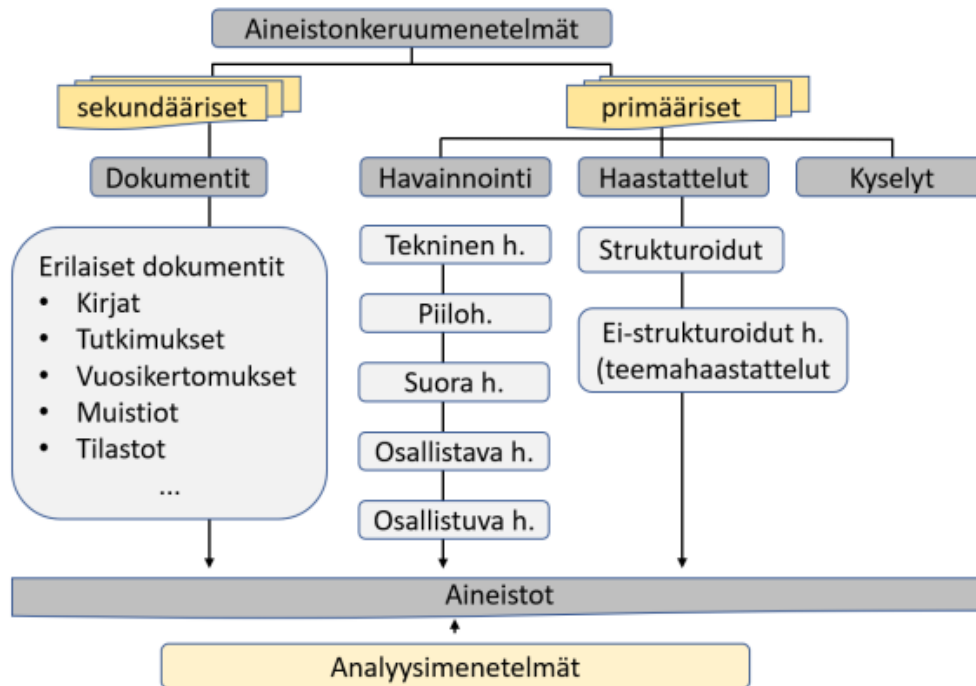 Aineistonkeruumenetelmät
sekundääriset
primääriset
Dokumentit
Havainnointi
Haastattelut
Kyselyt
Erilaiset dokumentit
• Kirjat
• Tutkimukset
• Vuosikertomukset
• Muistiot
• Tilastot
...
Tekninen h.
Piiloh.
Suora h.
Osallistava h.
Osallistuva h.
Strukturoidut
Ei-strukturoidut h.
(teemahaastattelut
Aineistot
Analyysimenetelmät